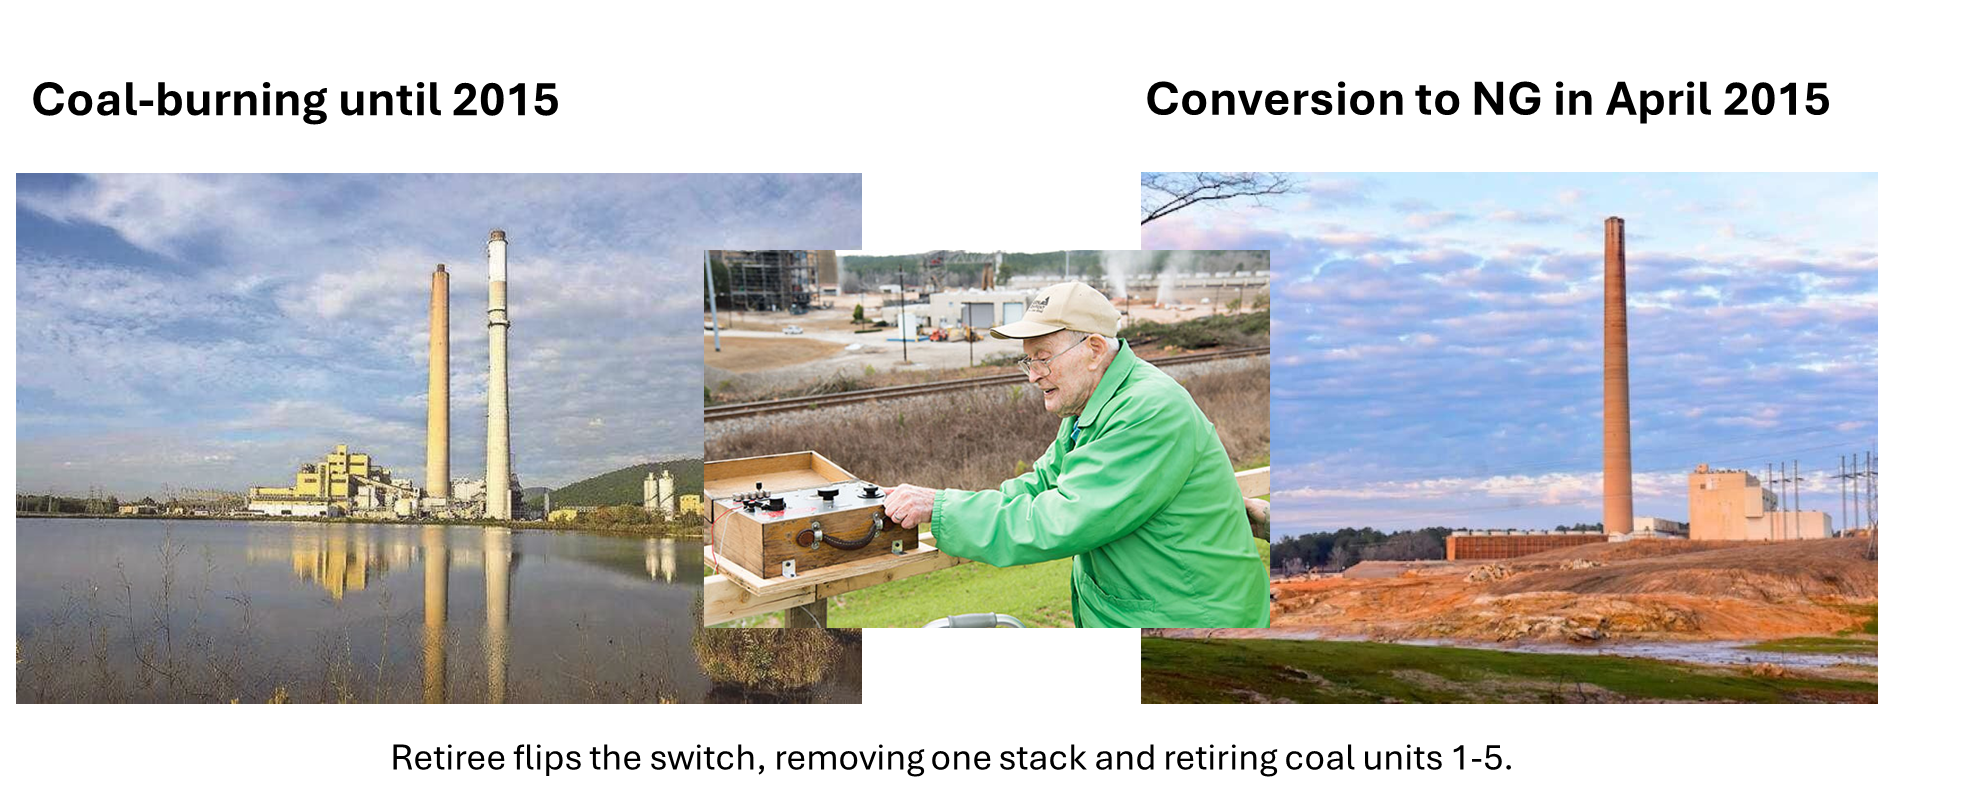 Coal-burning until 2015
Conversion to NG in April 2015
Retiree flips the switch, removing one stack and retiring coal units 1-5.